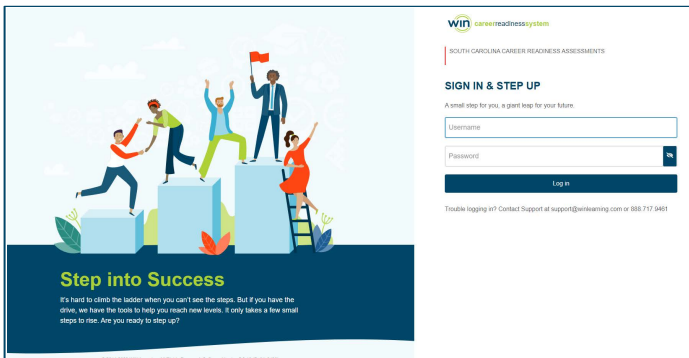 Step into Success
It's hard to climb the ladder when you can't see the steps. But if you have the
drive, we have the tools to help you reach new levels. It only takes a few small
steps to rise. Are you ready to step up?
win careerreadinesssystem
SOUTH CAROLINA CAREER READINESS ASSESSMENTS
SIGN IN & STEP UP
A small step for you, a giant leap for your future.
Username
Password
Log in
Trouble logging in? Contact Support at support@winlearning.com or 888.717.9461